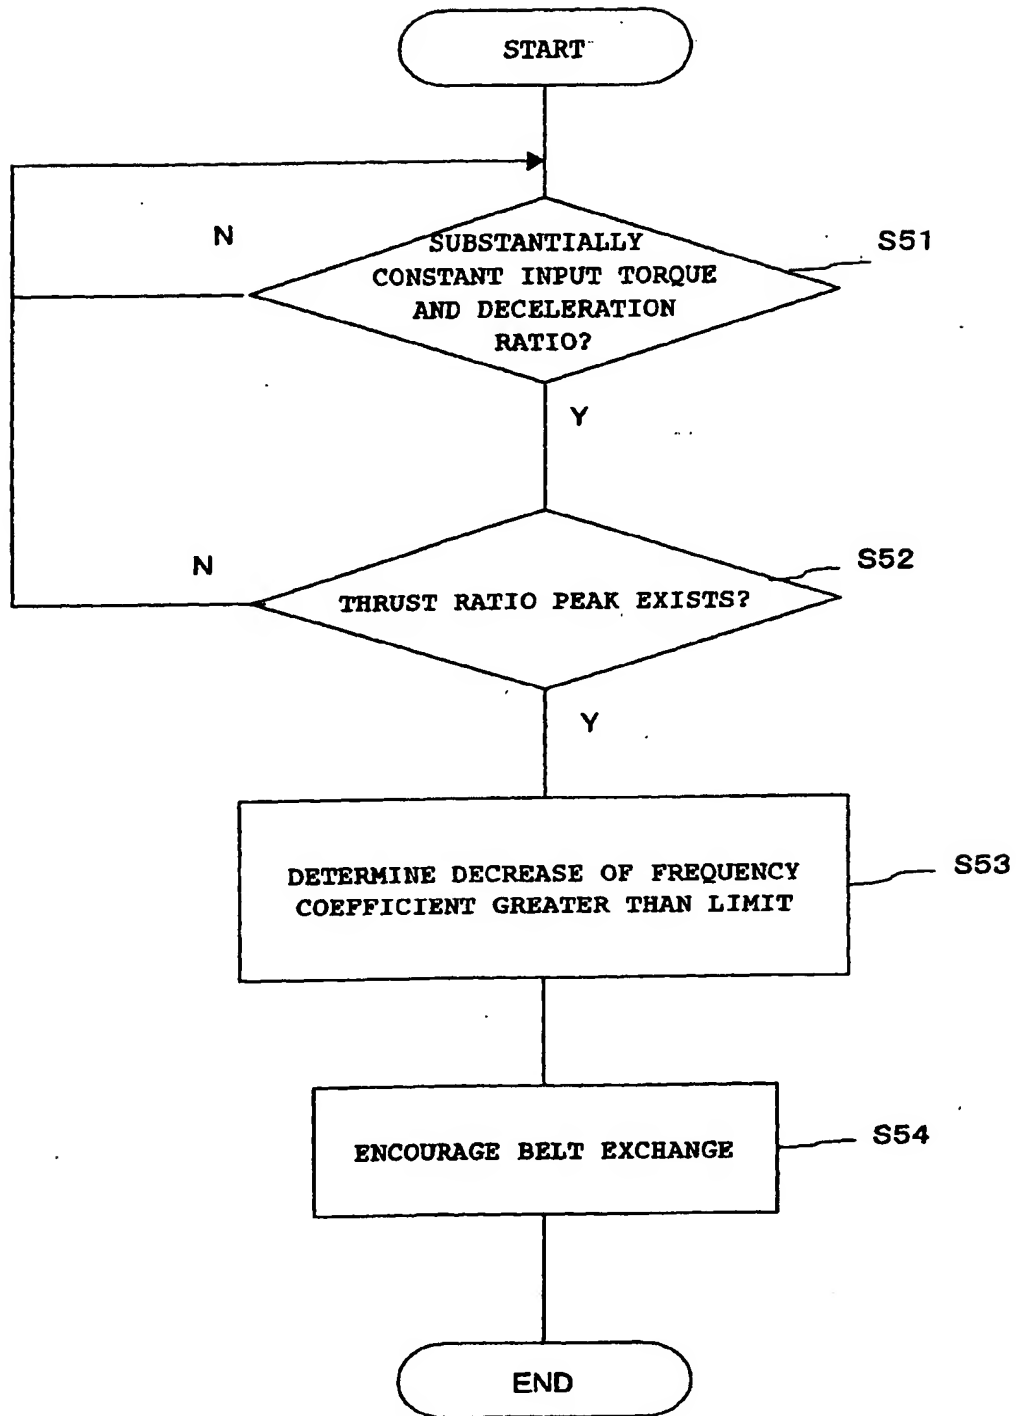 START
N
SUBSTANTIALLY
CONSTANT INPUT TORQUE
AND DECELERATION
RATIO?
S51
Y
N
THRUST RATIO PEAK EXISTS?
S52
Y
DETERMINE DECREASE OF FREQUENCY
COEFFICIENT GREATER THAN LIMIT
S53
ENCOURAGE BELT EXCHANGE
S54
END